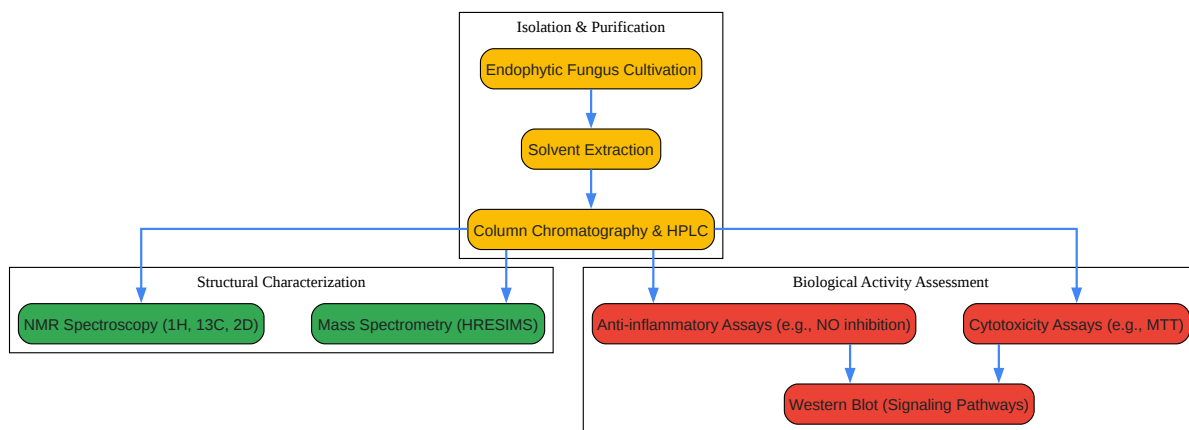 Isolation & Purification
Endophytic Fungus Cultivation
Solvent Extraction
Column Chromatography & HPLC
Structural Characterization
NMR Spectroscopy (1H, 13C, 2D)
Mass Spectrometry (HRESIMS)
Biological Activity Assessment
Anti-inflammatory Assays (e.g., NO inhibition)
Cytotoxicity Assays (e.g., MTT)
Western Blot (Signaling Pathways)